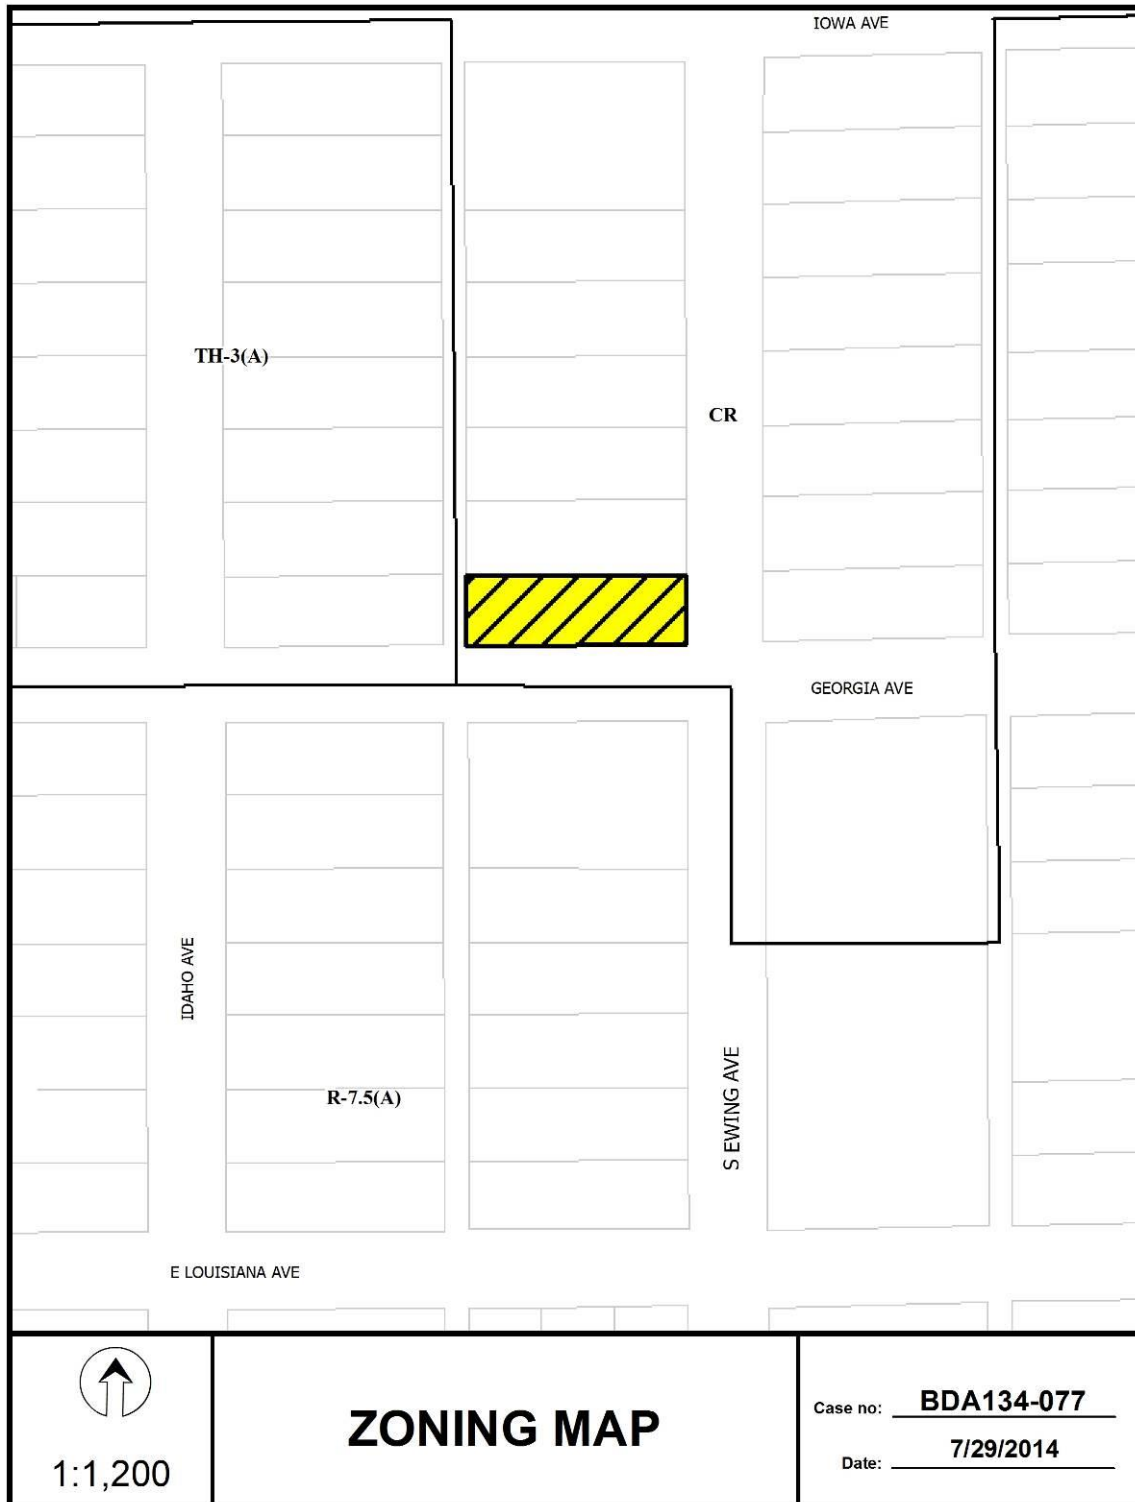 IOWA AVE
TH-3(A)
CR
GEORGIA AVE
IDAHO AVE
S EWING AVE
R-7.5(A)
E LOUISIANA AVE
1:1,200
ZONING MAP
Case no: BDA134-077
Date: 7/29/2014